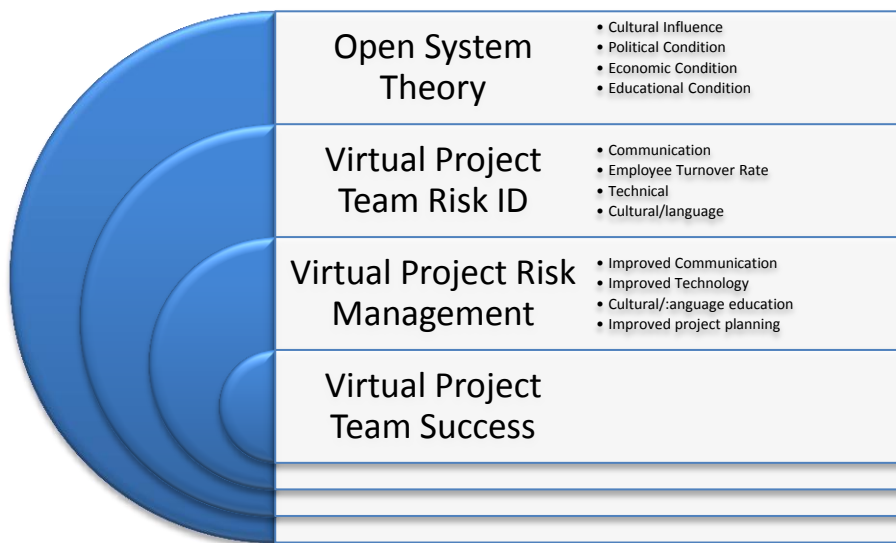 Open System
Theory
• Cultural Influence
• Political Condition
• Economic Condition
• Educational Condition
Virtual Project
Team Risk ID
• Communication
• Employee Turnover Rate
• Technical
• Cultural/language
Virtual Project Risk
Management
• Improved Communication
• Improved Technology
• Cultural/:anguage education
• Improved project planning
Virtual Project
Team Success